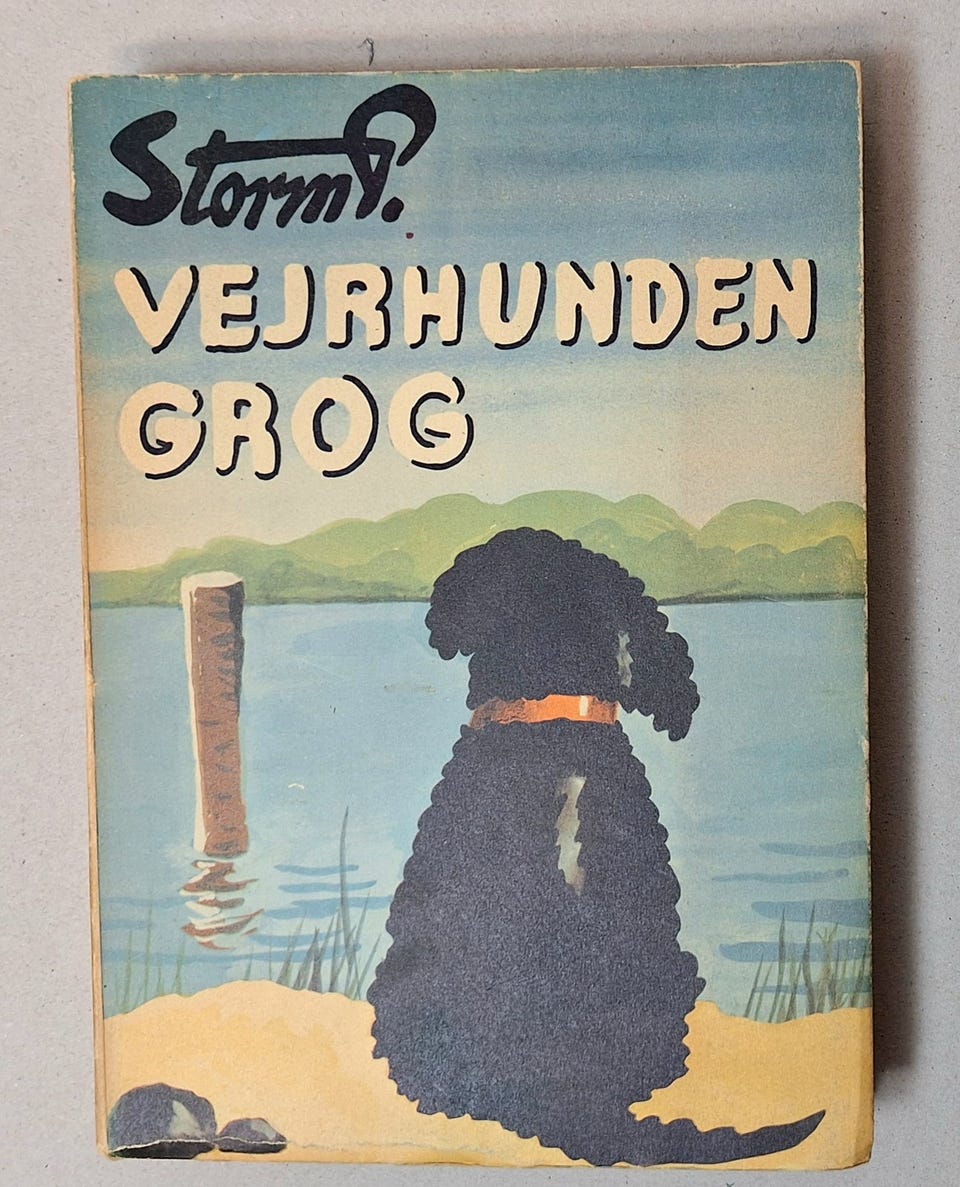 Storm P.
VEJRHUNDEN
GROG